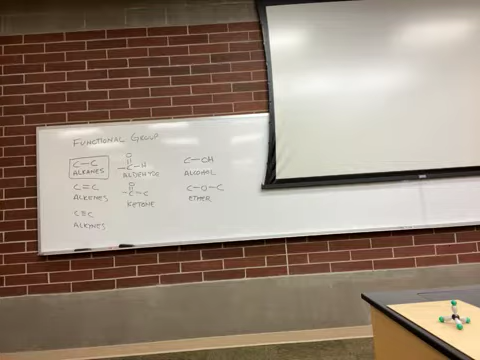 FUNCTIONAL GROUP
C—C
ALKANES
C=C
ALKENES
C≡C
ALKYNES
O
||
—C—H
ALDEHYDE
O
||
—C—C
KETONE
C—OH
ALCOHOL
C—O—C
ETHER